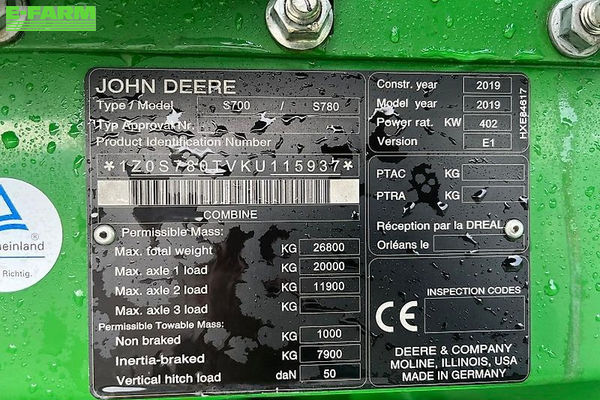 E-FARM
JOHN DEERE
Type / Model S700 / S780
Type Approval Nr.
Product Identification Number
*1Z0S780TVKU115937*
COMBINE
Permissible Mass:
Max. total weight KG 26800
Max. axle 1 load KG 20000
Max. axle 2 load KG 11900
Max. axle 3 load KG
Permissible Towable Mass:
Non braked KG 1000
Inertia-braked KG 7900
Vertical hitch load daN 50
Constr. year 2019
Model year 2019
Power rat. KW 402
Version E1
HXE84617
PTAC KG
PTRA KG
Réception par la DREAL
Orléans le
INSPECTION CODES
CE
DEERE & COMPANY
MOLINE, ILLINOIS, USA
MADE IN GERMANY
Richtig.